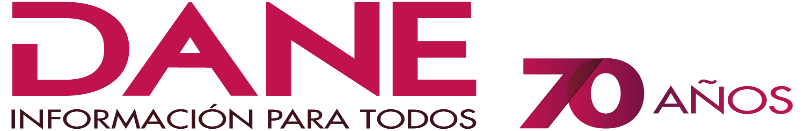 DANE
INFORMACIÓN PARA TODOS
70 AÑOS